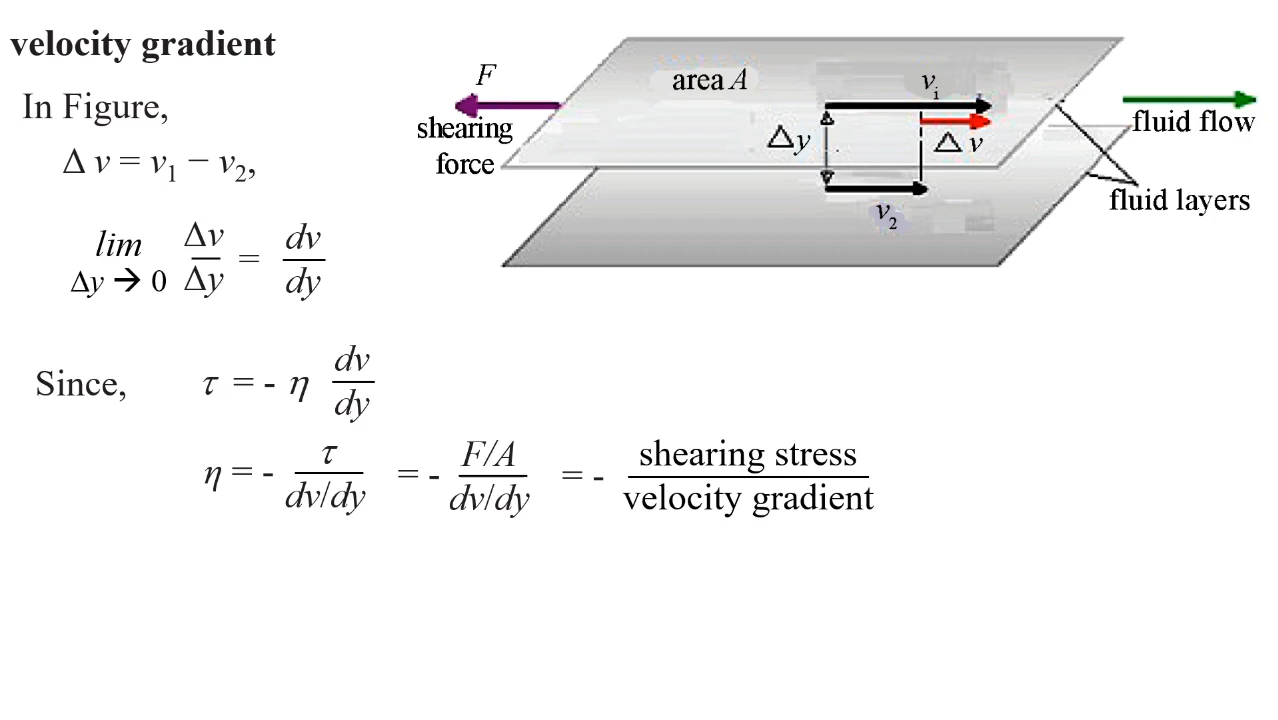 velocity gradient
In Figure,
Δ v = v₁ − v₂,
lim Δy → 0 Δv/Δy = dv/dy
F
shearing
force
area A
vᵢ
Δy
Δ v
v₂
fluid flow
fluid layers
Since, τ = - η dv/dy
η = - τ / dv/dy = - F/A / dv/dy = - shearing stress / velocity gradient